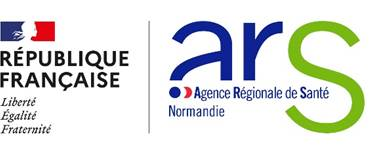 RÉPUBLIQUE
FRANÇAISE
Liberté
Égalité
Fraternité
ars
Agence Régionale de Santé
Normandie